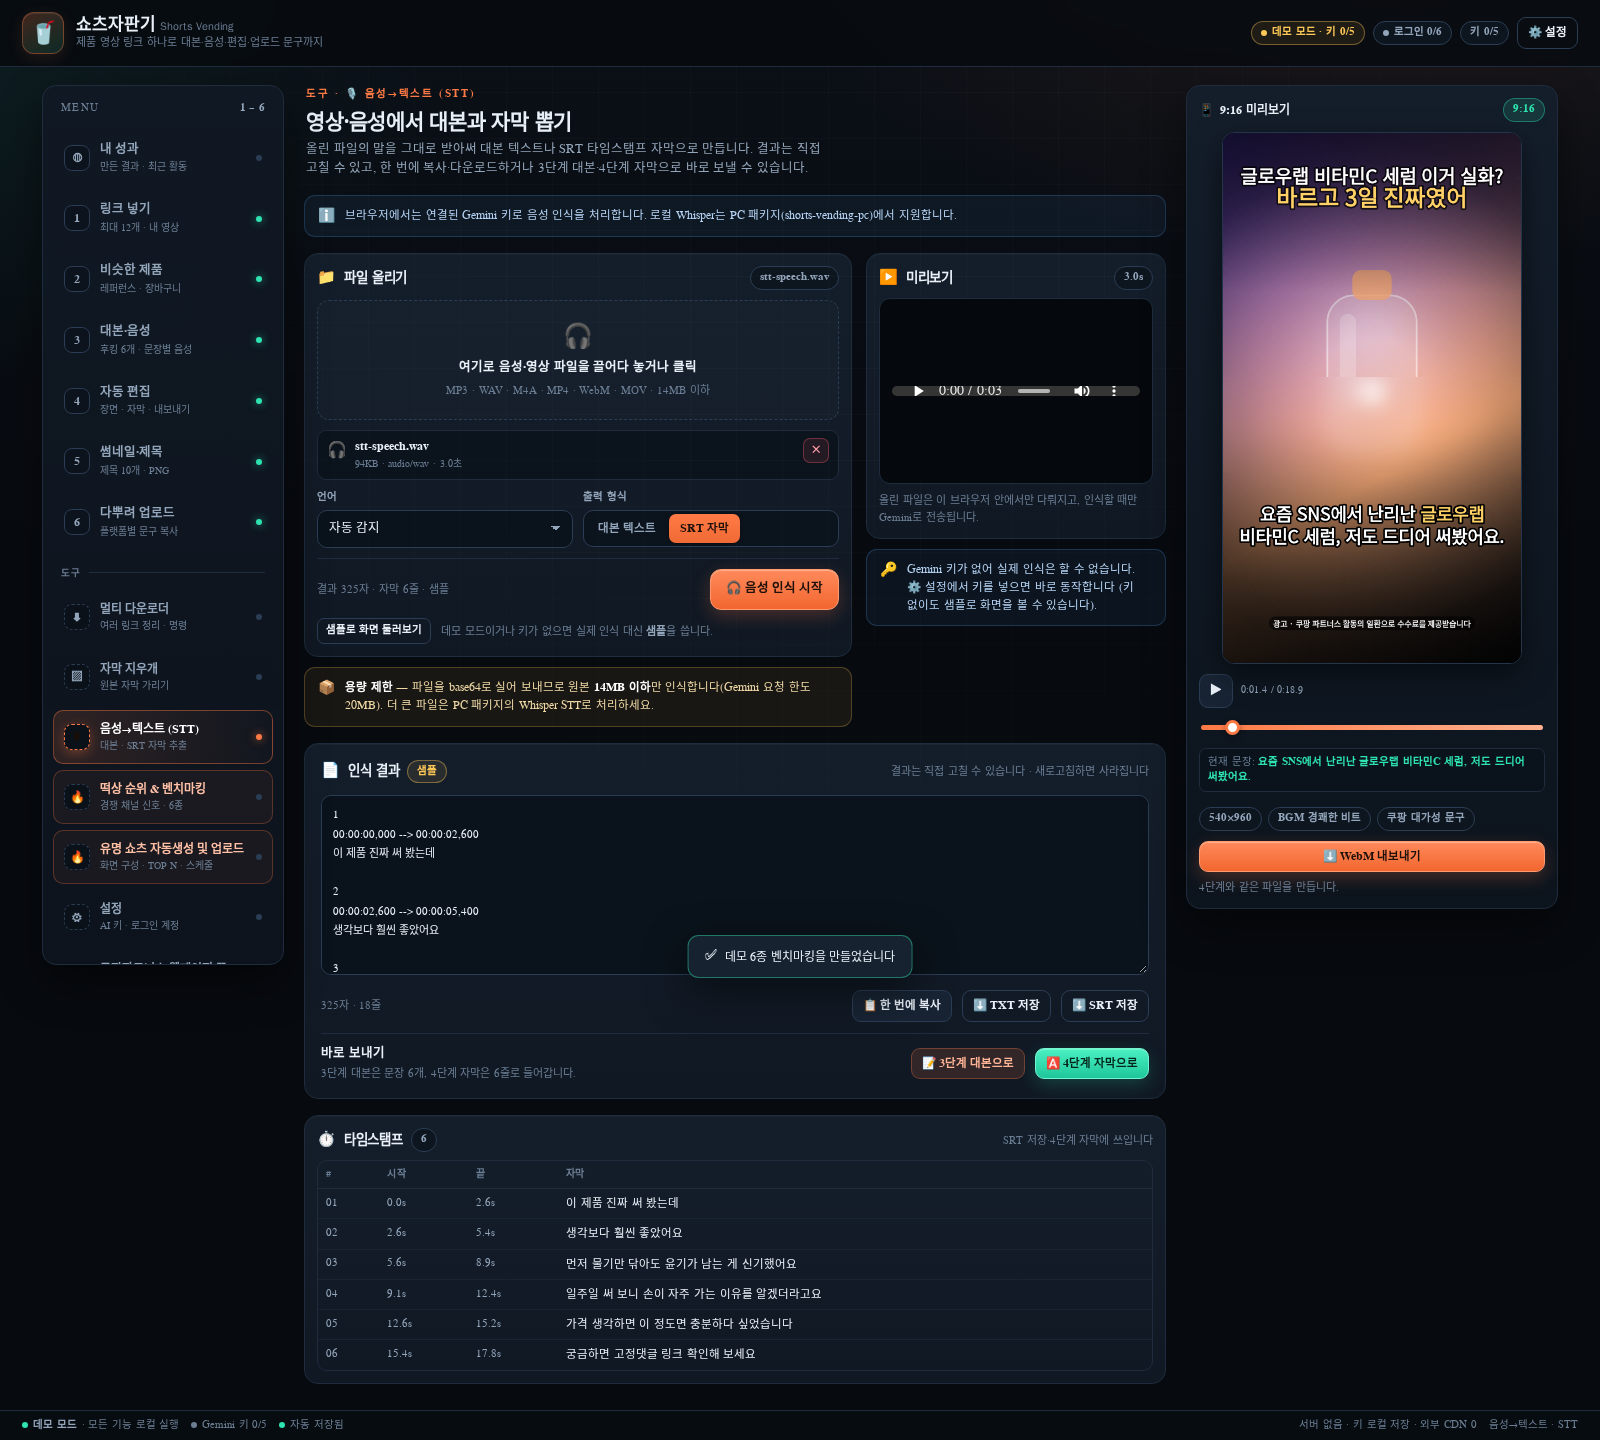 쇼츠자판기 Shorts Vending
제품 영상 링크 하나로 대본·음성·편집·업로드 문구까지
데모 모드 · 키 0/5
로그인 0/6
키 0/5
⚙️ 설정
MENU
1 – 6
내 성과
만든 결과 · 최근 활동
1
링크 넣기
최대 12개 · 내 영상
2
비슷한 제품
레퍼런스 · 장바구니
3
대본·음성
후킹 6개 · 문장별 음성
4
자동 편집
장면 · 자막 · 내보내기
5
썸네일·제목
제목 10개 · PNG
6
다뿌려 업로드
플랫폼별 문구 복사
도구
멀티 다운로더
여러 링크 정리 · 명령
자막 지우개
원본 자막 가리기
음성→텍스트 (STT)
대본 · SRT 자막 추출
떡상 순위 & 벤치마킹
경쟁 채널 신호 · 6종
유명 쇼츠 자동생성 및 업로드
화면 구성 · TOP N · 스케줄
설정
AI 키 · 로그인 계정
도구 · 🎙️ 음성→텍스트 (STT)
영상·음성에서 대본과 자막 뽑기
올린 파일의 말을 그대로 받아써 대본 텍스트나 SRT 타임스탬프 자막으로 만듭니다. 결과는 직접
고칠 수 있고, 한 번에 복사·다운로드하거나 3단계 대본·4단계 자막으로 바로 보낼 수 있습니다.
ℹ️ 브라우저에서는 연결된 Gemini 키로 음성 인식을 처리합니다. 로컬 Whisper는 PC 패키지(shorts-vending-pc)에서 지원합니다.
📁 파일 올리기
stt-speech.wav
여기로 음성·영상 파일을 끌어다 놓거나 클릭
MP3 · WAV · M4A · MP4 · WebM · MOV · 14MB 이하
stt-speech.wav
94KB · audio/wav · 3.0초
✕
언어
출력 형식
자동 감지
대본 텍스트
SRT 자막
결과 325자 · 자막 6줄 · 샘플
🎧 음성 인식 시작
샘플로 화면 둘러보기
데모 모드이거나 키가 없으면 실제 인식 대신 샘플을 씁니다.
▶️ 미리보기
3.0s
0:00 / 0:03
올린 파일은 이 브라우저 안에서만 다뤄지고, 인식할 때만
Gemini로 전송됩니다.
🔑 Gemini 키가 없어 실제 인식은 할 수 없습니다.
⚙️ 설정에서 키를 넣으면 바로 동작합니다 (키
없이도 샘플로 화면을 볼 수 있습니다).
📦 용량 제한 — 파일을 base64로 실어 보내므로 원본 14MB 이하만 인식합니다(Gemini 요청 한도
20MB). 더 큰 파일은 PC 패키지의 Whisper STT로 처리하세요.
📄 인식 결과
샘플
결과는 직접 고칠 수 있습니다 · 새로고침하면 사라집니다
1
00:00:00,000 --> 00:00:02,600
이 제품 진짜 써 봤는데
2
00:00:02,600 --> 00:00:05,400
생각보다 훨씬 좋았어요
3
✅ 데모 6종 벤치마킹을 만들었습니다
325자 · 18줄
📋 한 번에 복사
⬇️ TXT 저장
⬇️ SRT 저장
바로 보내기
3단계 대본은 문장 6개, 4단계 자막은 6줄로 들어갑니다.
📝 3단계 대본으로
🅰️ 4단계 자막으로
⏱️ 타임스탬프
6
SRT 저장·4단계 자막에 쓰입니다
# 시작 끝 자막
01 0.0s 2.6s 이 제품 진짜 써 봤는데
02 2.6s 5.4s 생각보다 훨씬 좋았어요
03 5.6s 8.9s 먼저 물기만 닦아도 윤기가 남는 게 신기했어요
04 9.1s 12.4s 일주일 써 보니 손이 자주 가는 이유를 알겠더라고요
05 12.6s 15.2s 가격 생각하면 이 정도면 충분하다 싶었습니다
06 15.4s 17.8s 궁금하면 고정댓글 링크 확인해 보세요
📱 9:16 미리보기
9:16
글로우랩 비타민C 세럼 이거 실화?
바르고 3일 진짜였어
요즘 SNS에서 난리난 글로우랩
비타민C 세럼, 저도 드디어 써봤어요.
광고 · 쿠팡 파트너스 활동의 일환으로 수수료를 제공받습니다
0:01.4 / 0:18.9
현재 문장: 요즘 SNS에서 난리난 글로우랩 비타민C 세럼, 저도 드디어
써봤어요.
540×960
BGM 경쾌한 비트
쿠팡 대가성 문구
⬇️ WebM 내보내기
4단계와 같은 파일을 만듭니다.
데모 모드 · 모든 기능 로컬 실행
Gemini 키 0/5
자동 저장됨
서버 없음 · 키 로컬 저장 · 외부 CDN 0
음성→텍스트 · STT